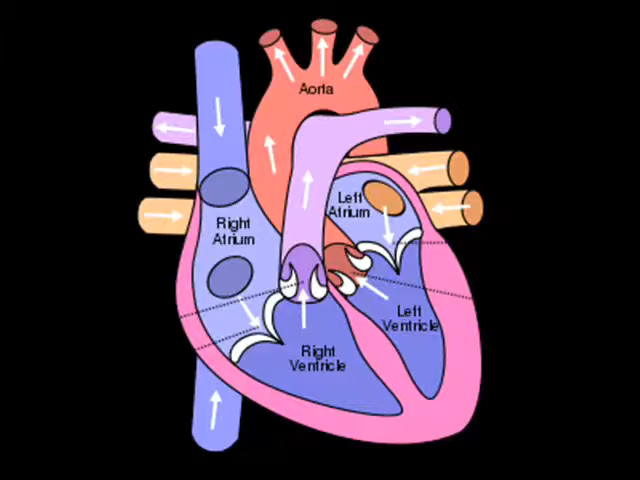 Aorta
Left
Atrium
Right
Atrium
Left
Ventricle
Right
Ventricle